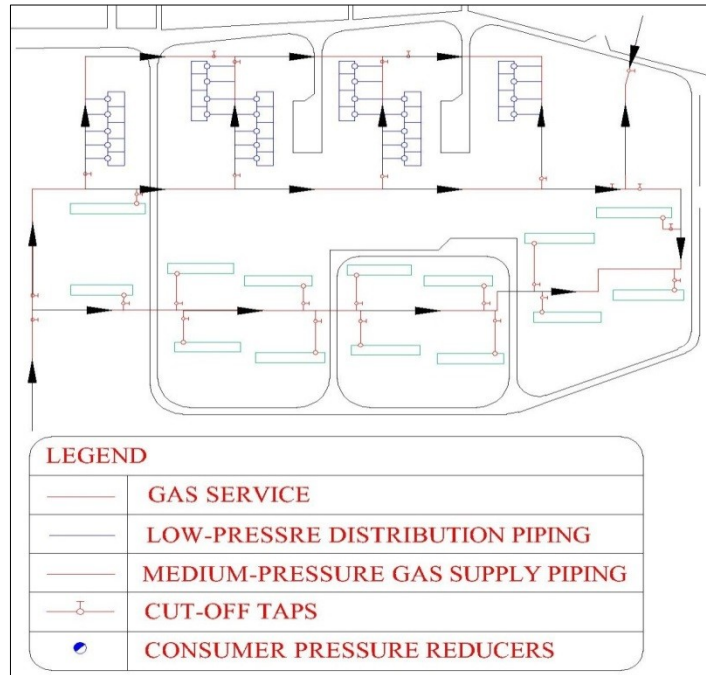 LEGEND
GAS SERVICE
LOW-PRESSRE DISTRIBUTION PIPING
MEDIUM-PRESSURE GAS SUPPLY PIPING
CUT-OFF TAPS
CONSUMER PRESSURE REDUCERS